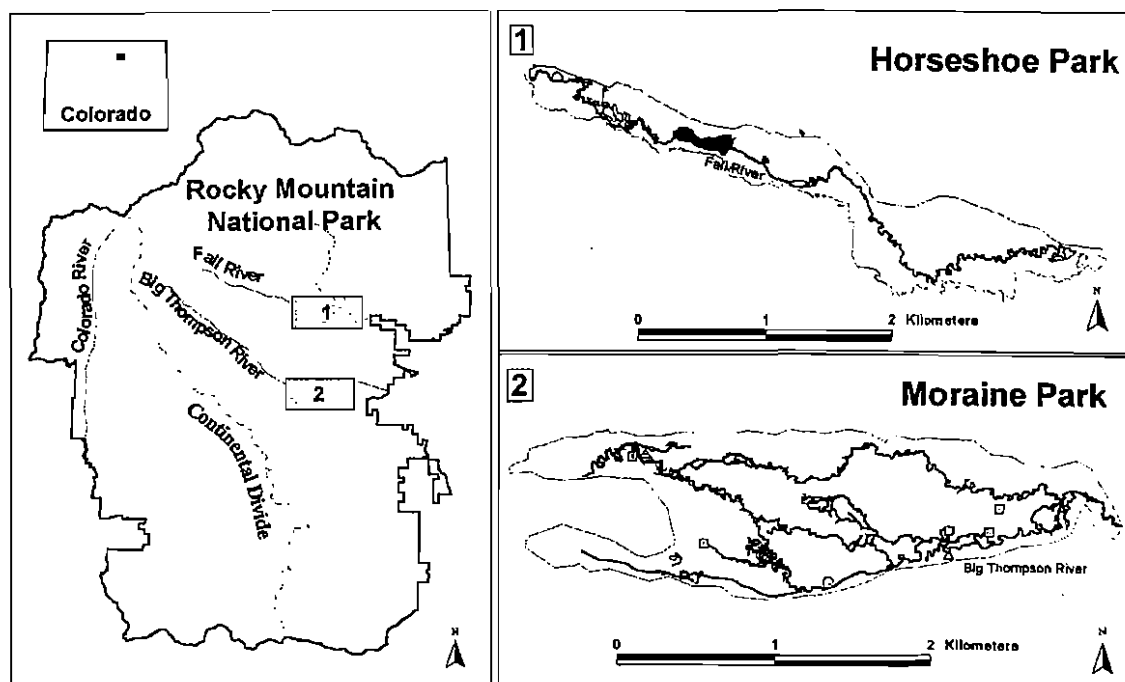 Colorado
Rocky Mountain
National Park
Fall River
Colorado River
Big Thompson River
1
2
Continental Divide
N
1
Horseshoe Park
Fall River
N
0 1 2 Kilometers
2
Moraine Park
Big Thompson River
N
0 1 2 Kilometers